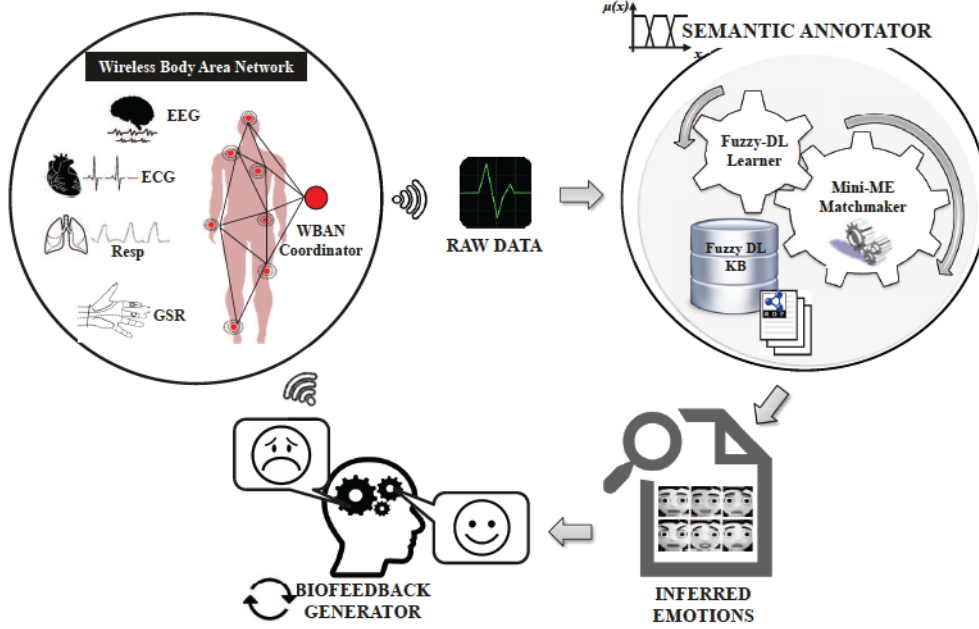 μ(x)
x
SEMANTIC ANNOTATOR
Wireless Body Area Network
EEG
ECG
Resp
GSR
WBAN
Coordinator
RAW DATA
Fuzzy-DL
Learner
Mini-ME
Matchmaker
Fuzzy DL
KB
RDF
BIOFEEDBACK
GENERATOR
INFERRED
EMOTIONS